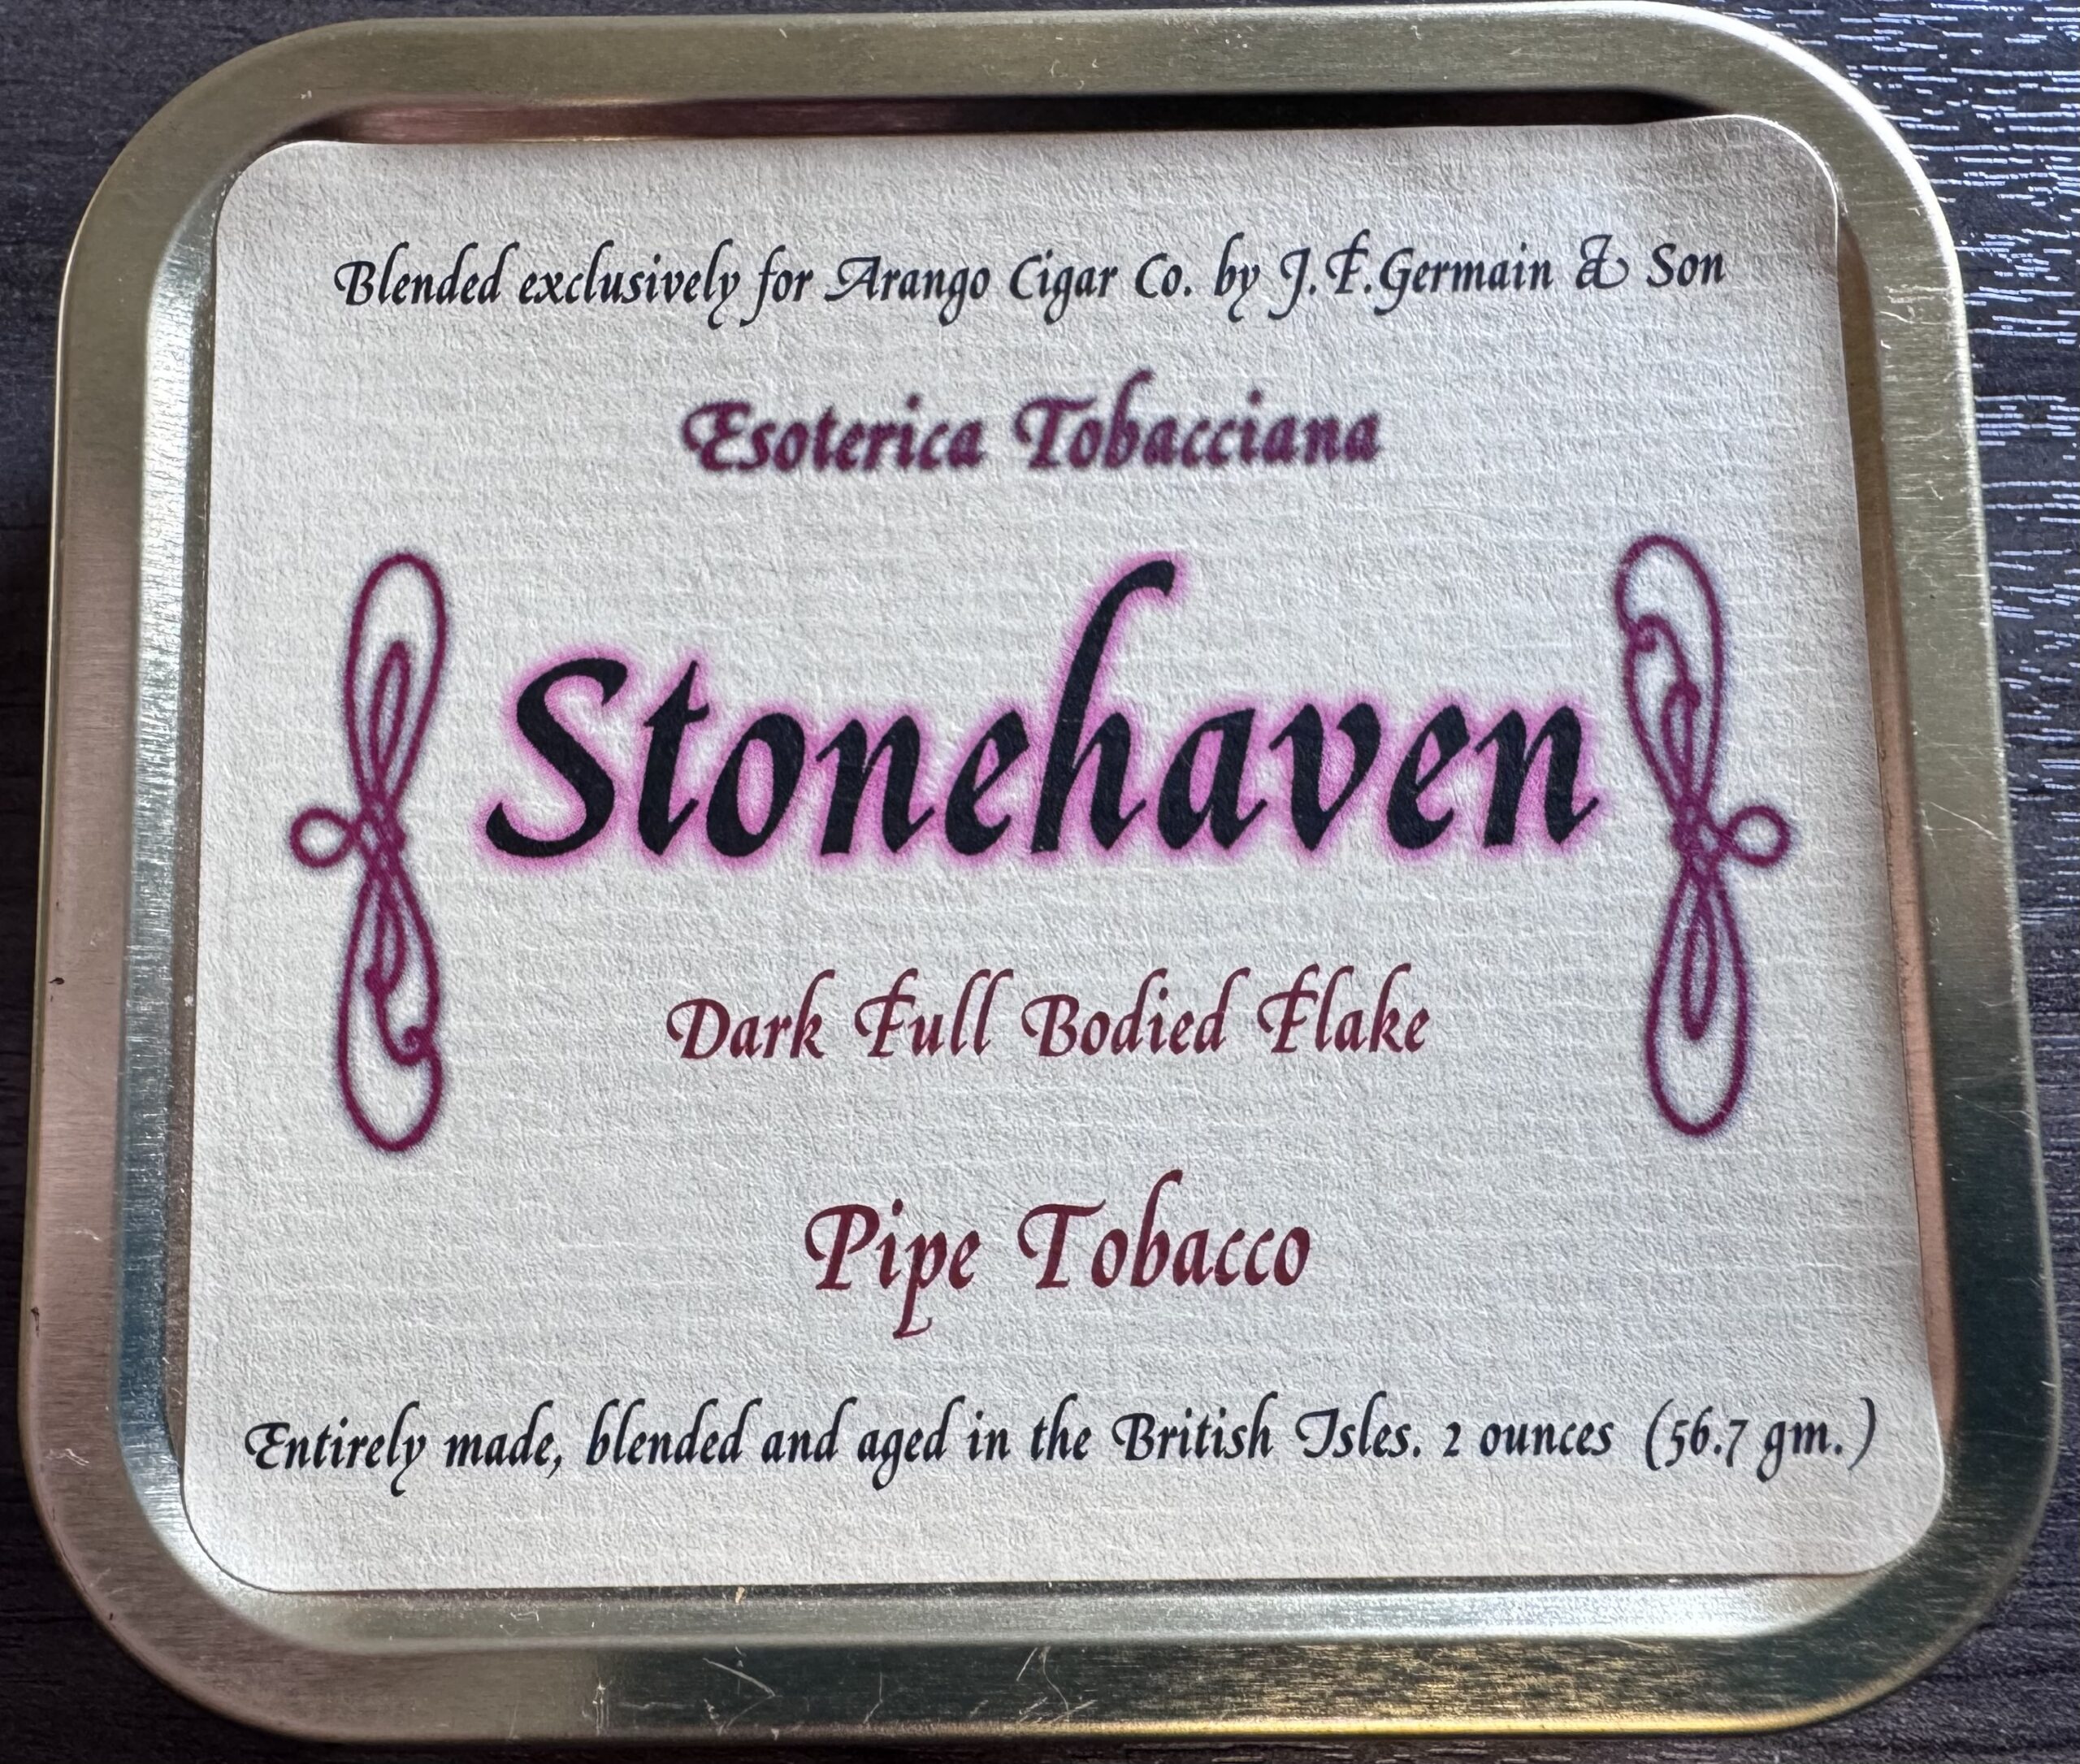 Blended exclusively for Arango Cigar Co. by J.F.Germain & Son
Esoterica Tobacciana
Stonehaven
Dark Full Bodied Flake
Pipe Tobacco
Entirely made, blended and aged in the British Isles. 2 ounces (56.7 gm.)